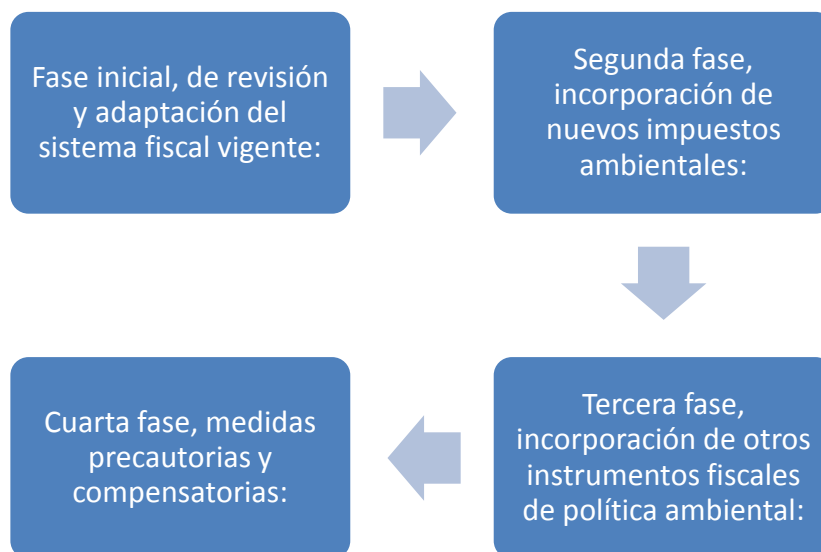 Fase inicial, de revisión
y adaptación del
sistema fiscal vigente:
Segunda fase,
incorporación de
nuevos impuestos
ambientales:
Tercera fase,
incorporación de otros
instrumentos fiscales
de política ambiental:
Cuarta fase, medidas
precautorias y
compensatorias: